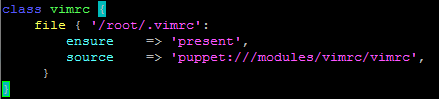 class vimrc {
    file { '/root/.vimrc':
        ensure    => 'present',
        source    => 'puppet:///modules/vimrc/vimrc',
     }
}